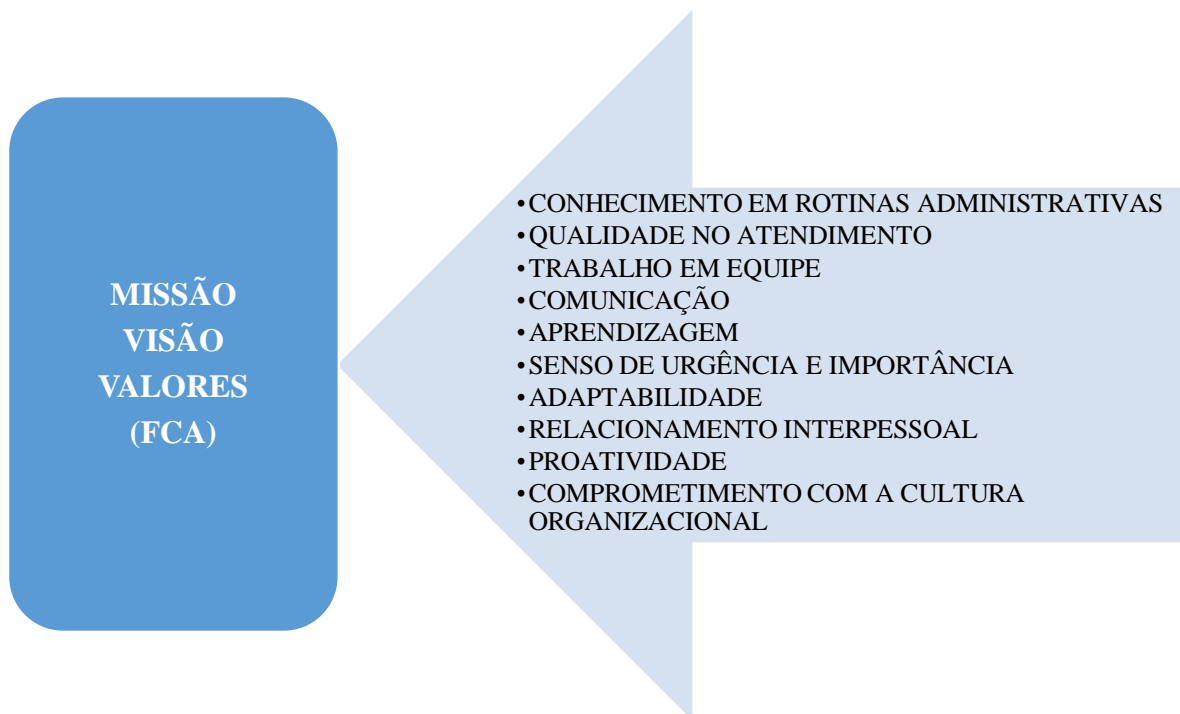 MISSÃO
VISÃO
VALORES
(FCA)
•CONHECIMENTO EM ROTINAS ADMINISTRATIVAS
•QUALIDADE NO ATENDIMENTO
•TRABALHO EM EQUIPE
•COMUNICAÇÃO
•APRENDIZAGEM
•SENSO DE URGÊNCIA E IMPORTÂNCIA
•ADAPTABILIDADE
•RELACIONAMENTO INTERPESSOAL
•PROATIVIDADE
•COMPROMETIMENTO COM A CULTURA
ORGANIZACIONAL